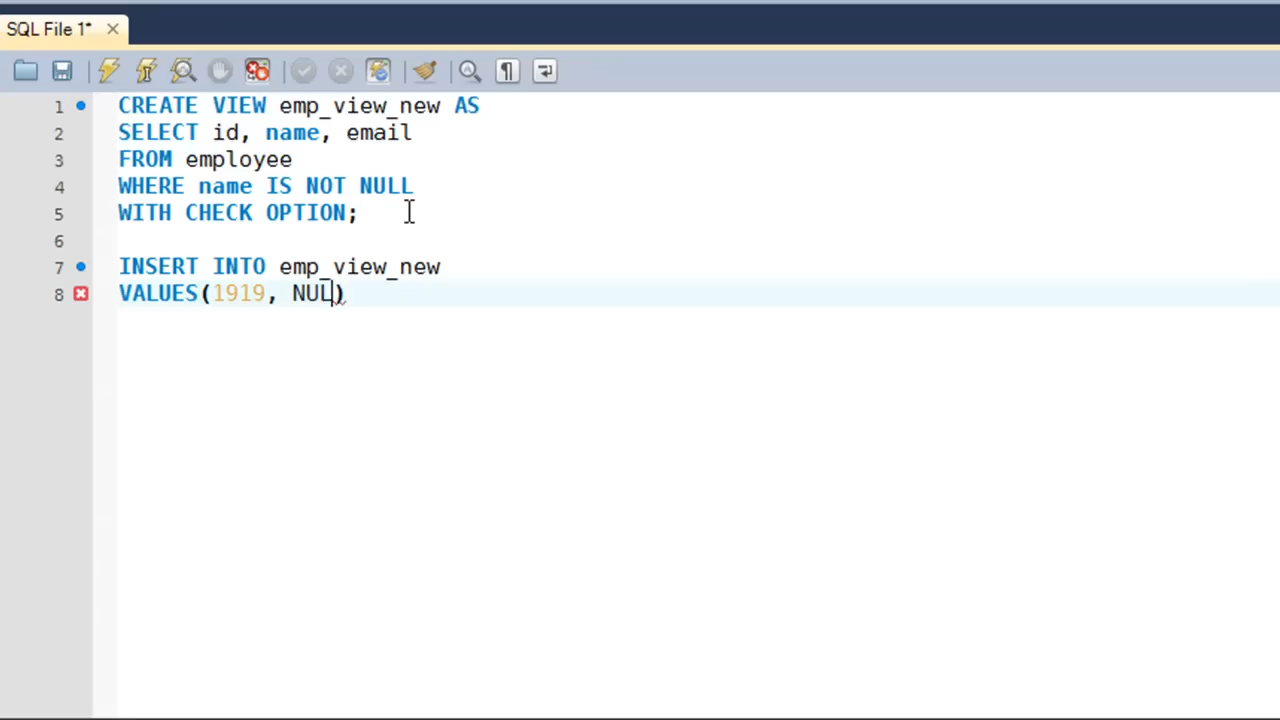 SQL File 1*
1 CREATE VIEW emp_view_new AS
2 SELECT id, name, email
3 FROM employee
4 WHERE name IS NOT NULL
5 WITH CHECK OPTION;
6
7 INSERT INTO emp_view_new
8 VALUES(1919, NUL)